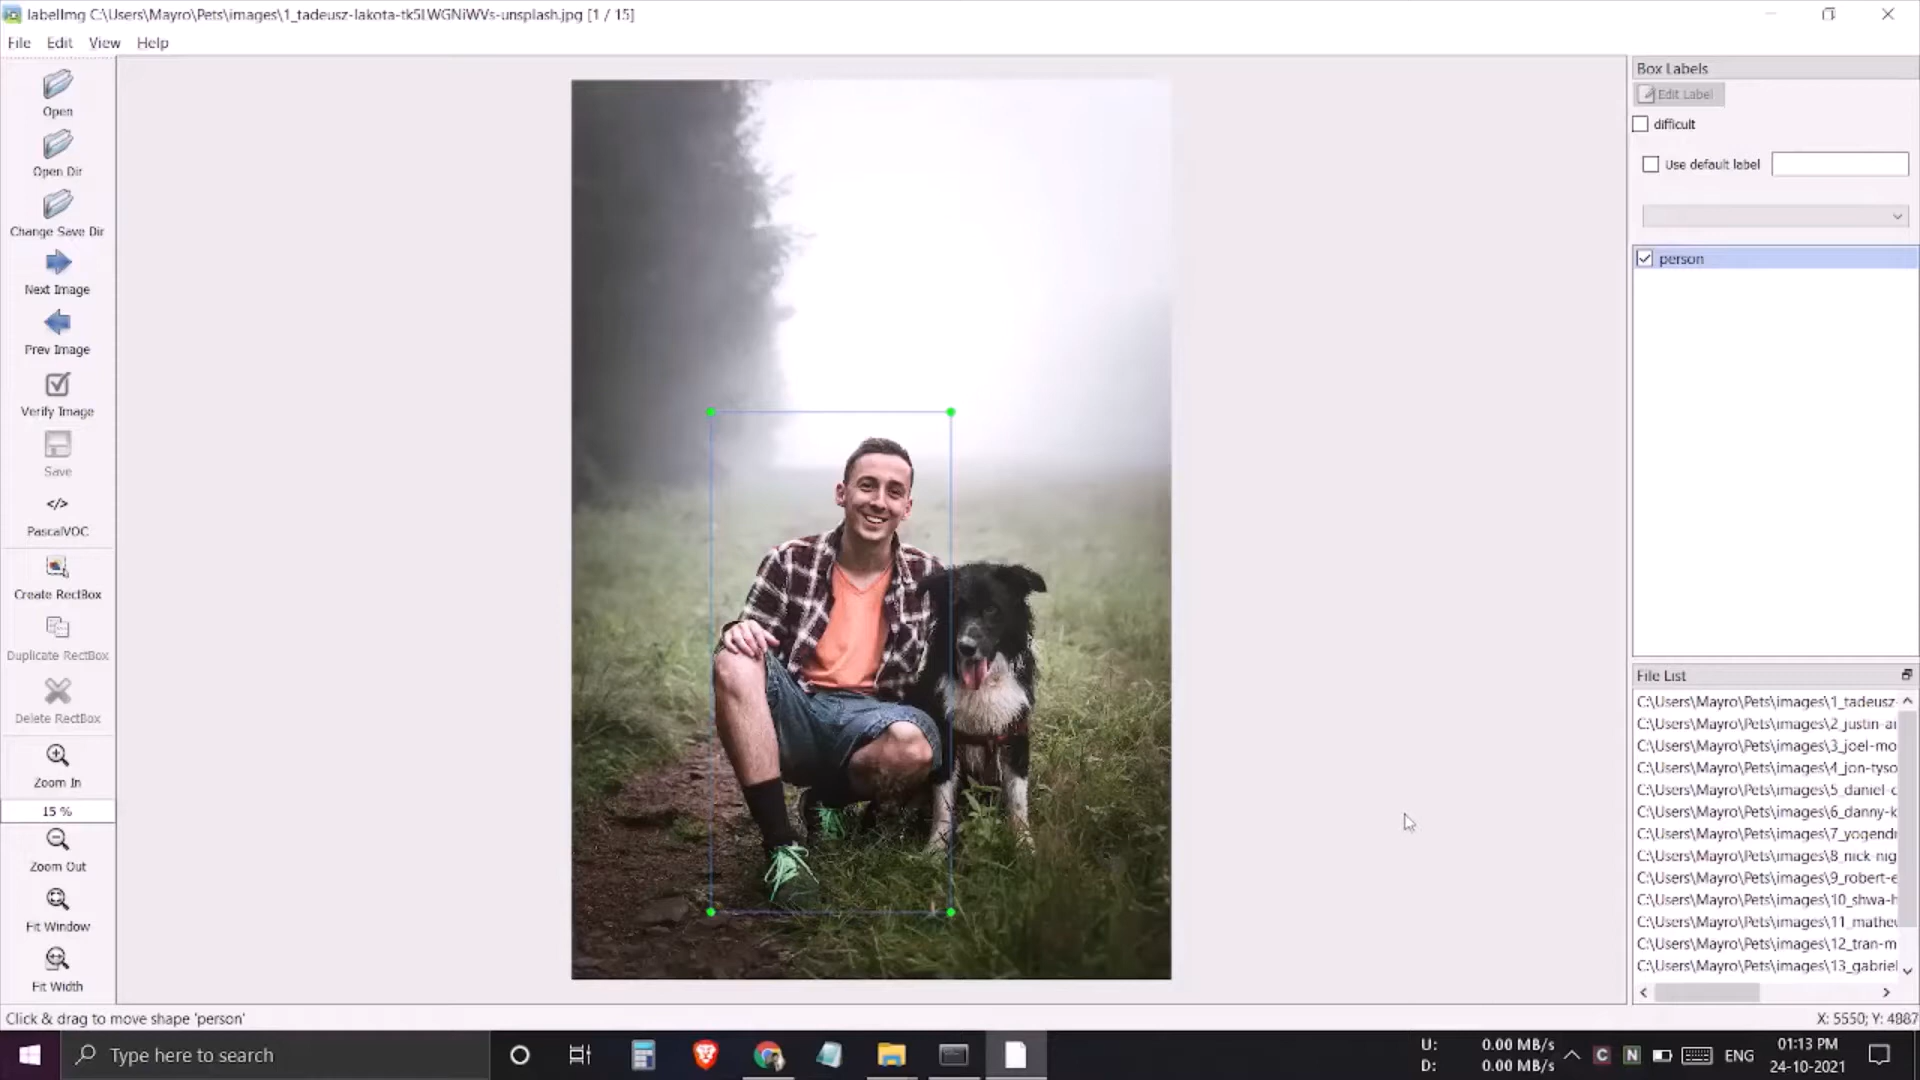 labelImg C:\Users\Mayro\Pets\images\1_tadeusz-lakota-tk5LWGNiWVs-unsplash.jpg [1 / 15]
File Edit View Help
Open
Open Dir
Change Save Dir
Next Image
Prev Image
Verify Image
Save
</>
PascalVOC
Create RectBox
Duplicate RectBox
Delete RectBox
Zoom In
15 %
Zoom Out
Fit Window
Fit Width
Box Labels
Edit Label
difficult
Use default label
person
File List
C:\Users\Mayro\Pets\images\1_tadeusz-
C:\Users\Mayro\Pets\images\2_justin-ai
C:\Users\Mayro\Pets\images\3_joel-mo
C:\Users\Mayro\Pets\images\4_jon-tyso
C:\Users\Mayro\Pets\images\5_daniel-c
C:\Users\Mayro\Pets\images\6_danny-k
C:\Users\Mayro\Pets\images\7_yogendr
C:\Users\Mayro\Pets\images\8_nick-nig
C:\Users\Mayro\Pets\images\9_robert-e
C:\Users\Mayro\Pets\images\10_shwa-h
C:\Users\Mayro\Pets\images\11_mathe
C:\Users\Mayro\Pets\images\12_tran-m
C:\Users\Mayro\Pets\images\13_gabriel
Click & drag to move shape 'person'
X: 5550; Y: 4887
Type here to search
U: 0.00 MB/s
D: 0.00 MB/s
C N ENG
01:13 PM
24-10-2021